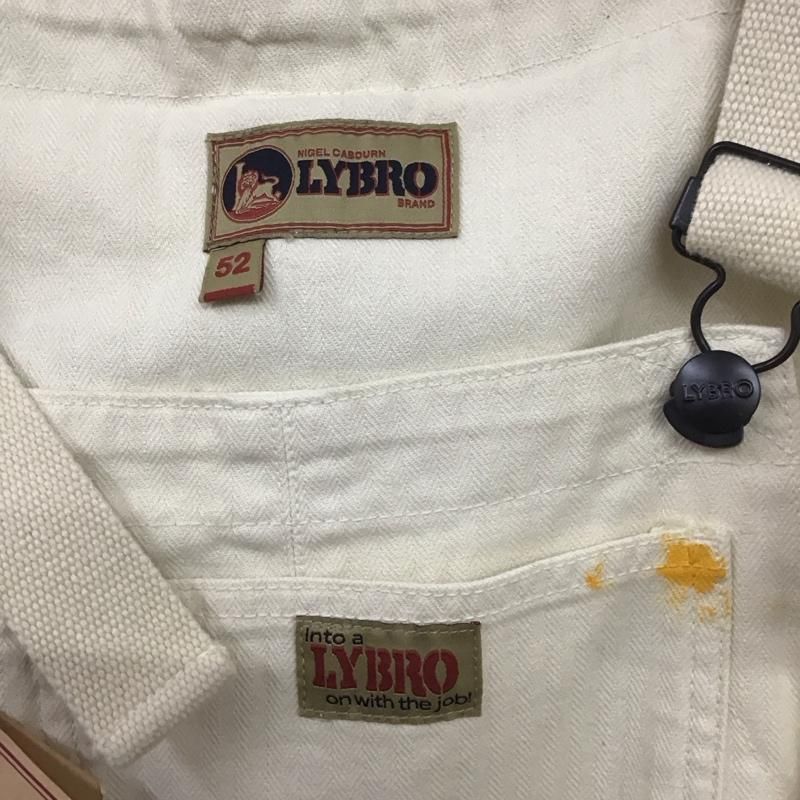 NIGEL CABOURN
LYBRO
BRAND
52
LYBRO
Into a
LYBRO
on with the job!